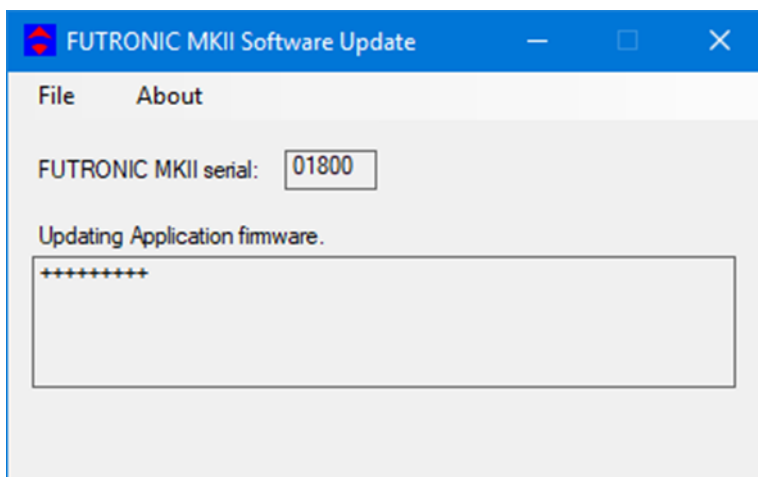 FUTRONIC MKII Software Update
File About
FUTRONIC MKII serial: 01800
Updating Application firmware.
+++++++++